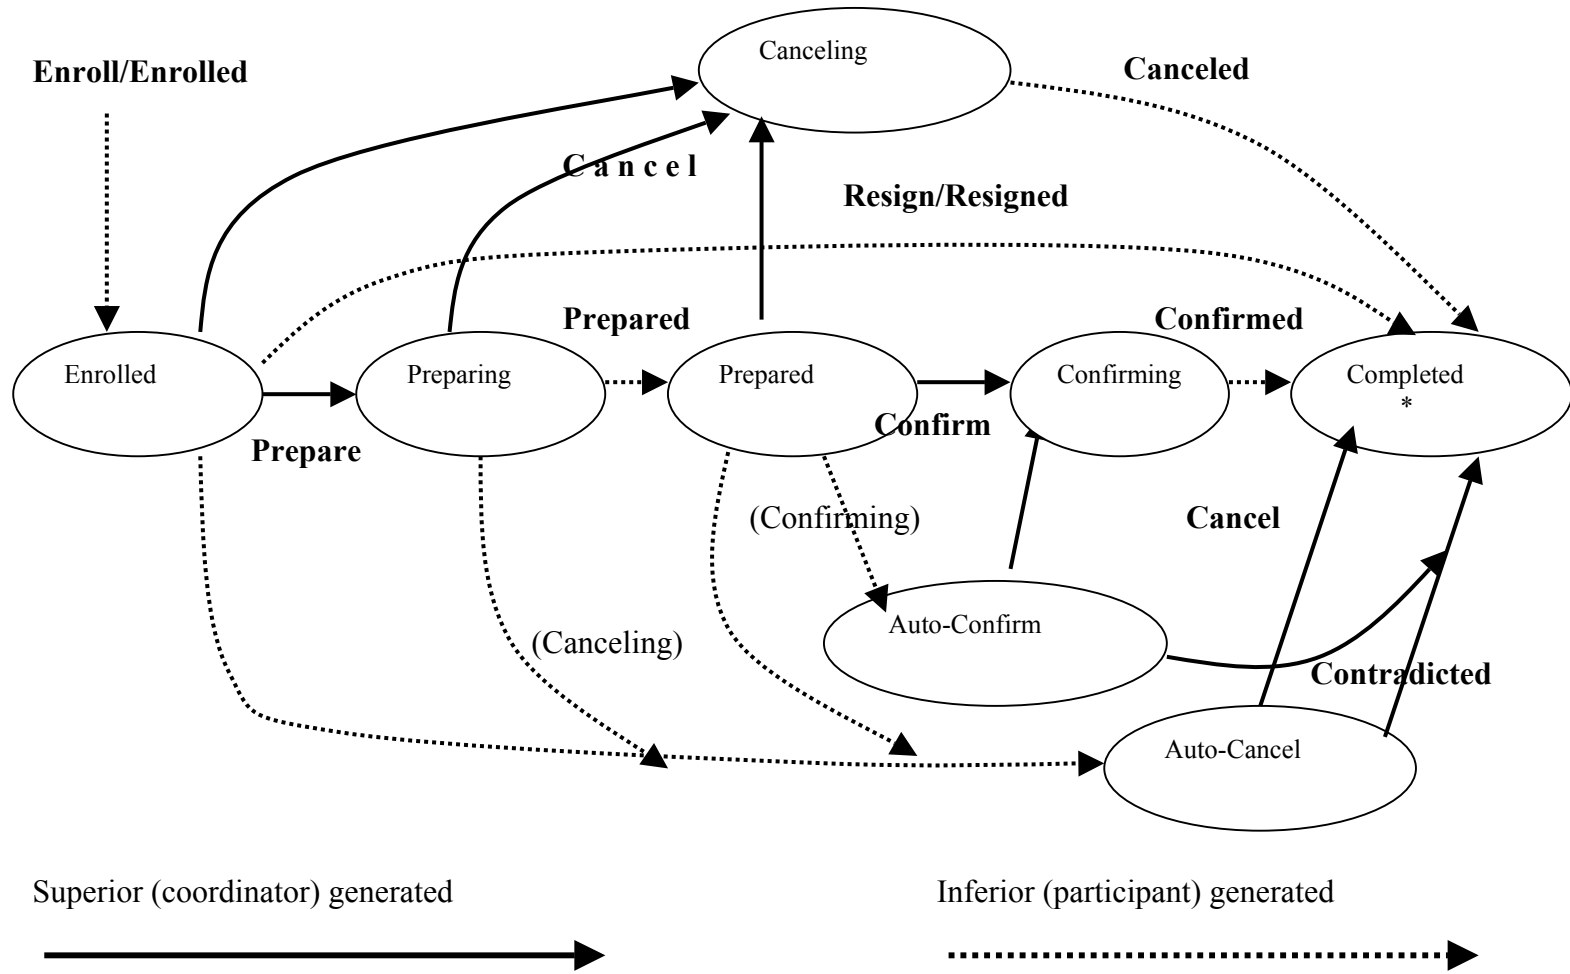 Canceling
Enroll/Enrolled
Canceled
C a n c e l
Resign/Resigned
Prepared
Confirmed
Enrolled
Preparing
Prepared
Confirming
Completed
*
Prepare
Confirm
(Confirming)
Cancel
Auto-Confirm
(Canceling)
Contradicted
Auto-Cancel
Superior (coordinator) generated
Inferior (participant) generated